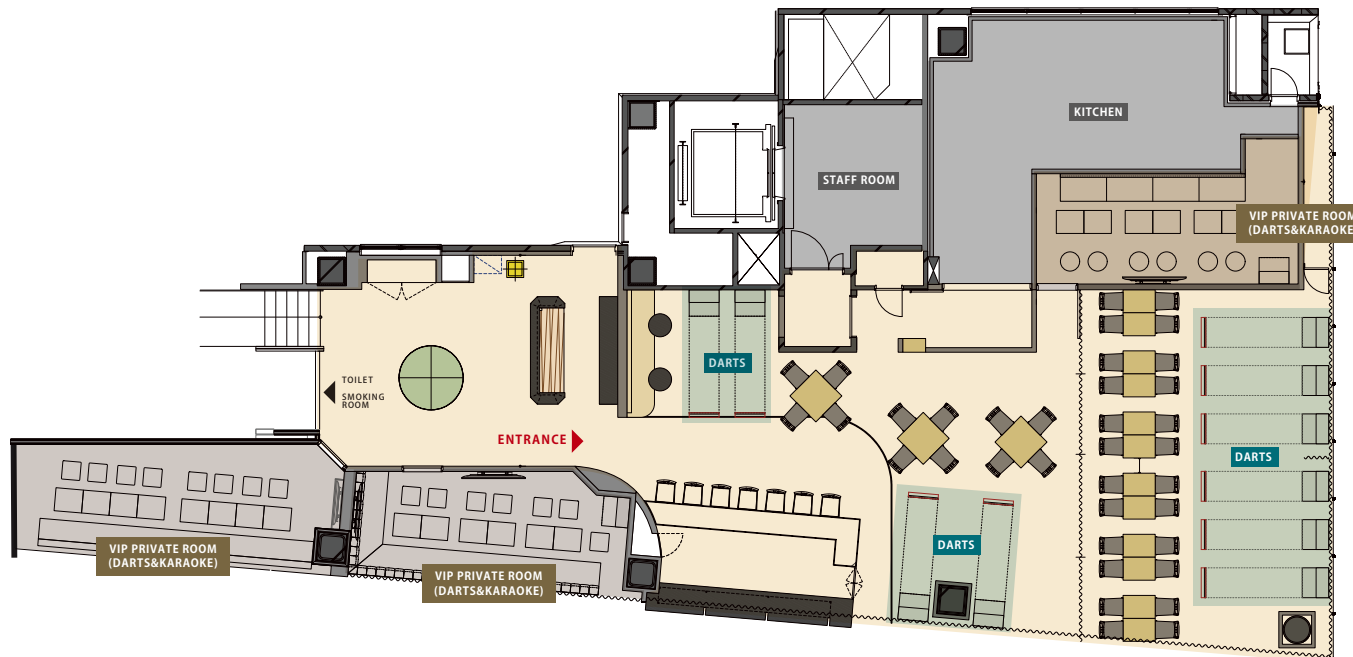 KITCHEN
STAFF ROOM
VIP PRIVATE ROOM
(DARTS&KARAOKE
DARTS
TOILET
SMOKING
ROOM
ENTRANCE
DARTS
DARTS
VIP PRIVATE ROOM
(DARTS&KARAOKE)
VIP PRIVATE ROOM
(DARTS&KARAOKE)